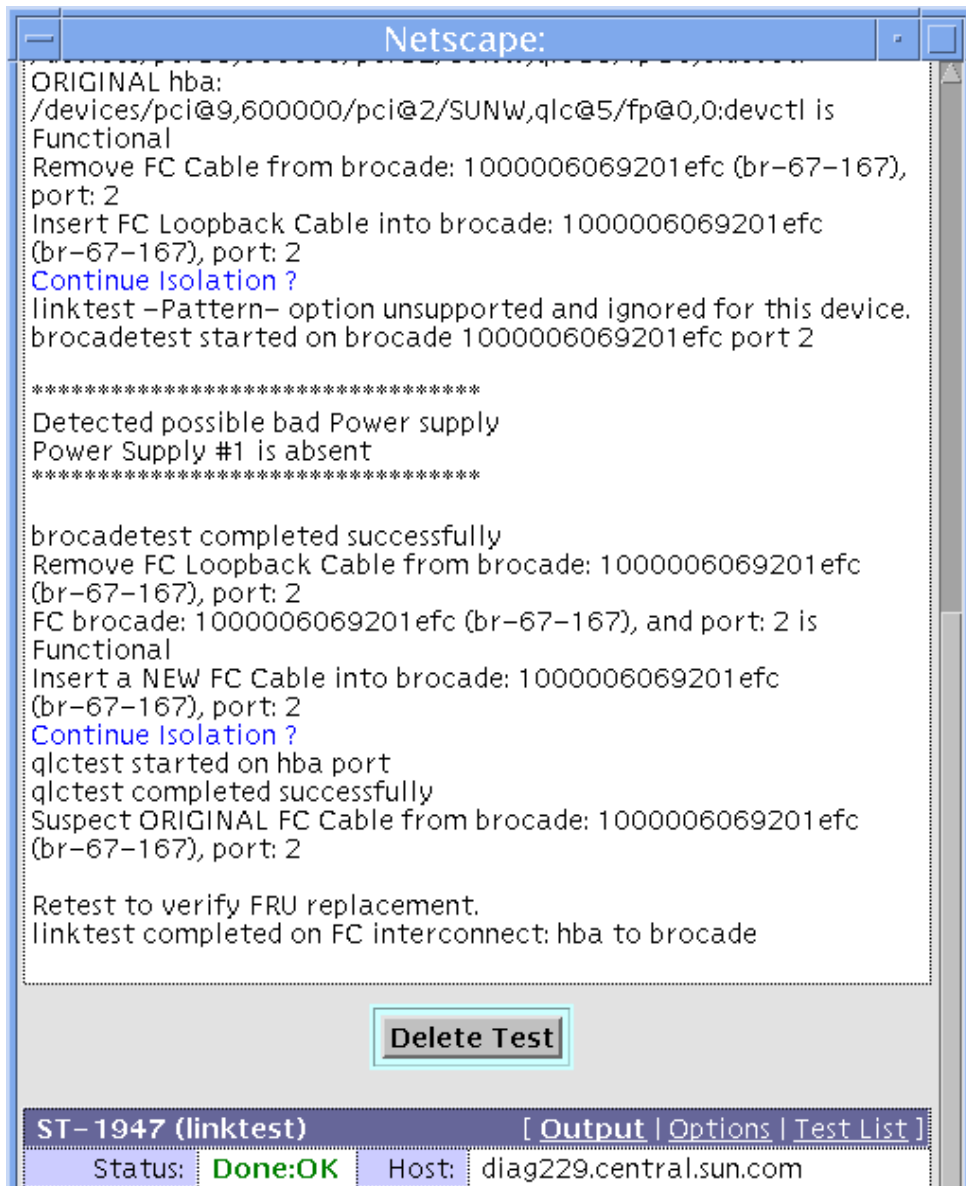 Netscape:
ORIGINAL hba:
/devices/pci@9,600000/pci@2/SUNW,qlc@5/fp@0,0:devctl is
Functional
Remove FC Cable from brocade: 1000006069201efc (br-67-167),
port: 2
Insert FC Loopback Cable into brocade: 1000006069201efc
(br-67-167), port: 2
Continue Isolation ?
linktest -Pattern- option unsupported and ignored for this device.
brocadetest started on brocade 1000006069201efc port 2
**********************************
Detected possible bad Power supply
Power Supply #1 is absent
**********************************
brocadetest completed successfully
Remove FC Loopback Cable from brocade: 1000006069201efc
(br-67-167), port: 2
FC brocade: 1000006069201efc (br-67-167), and port: 2 is
Functional
Insert a NEW FC Cable into brocade: 1000006069201efc
(br-67-167), port: 2
Continue Isolation ?
qlctest started on hba port
qlctest completed successfully
Suspect ORIGINAL FC Cable from brocade: 1000006069201efc
(br-67-167), port: 2
Retest to verify FRU replacement.
linktest completed on FC interconnect: hba to brocade
Delete Test
ST-1947 (linktest) [ Output | Options | Test List ]
Status: Done:OK Host: diag229.central.sun.com